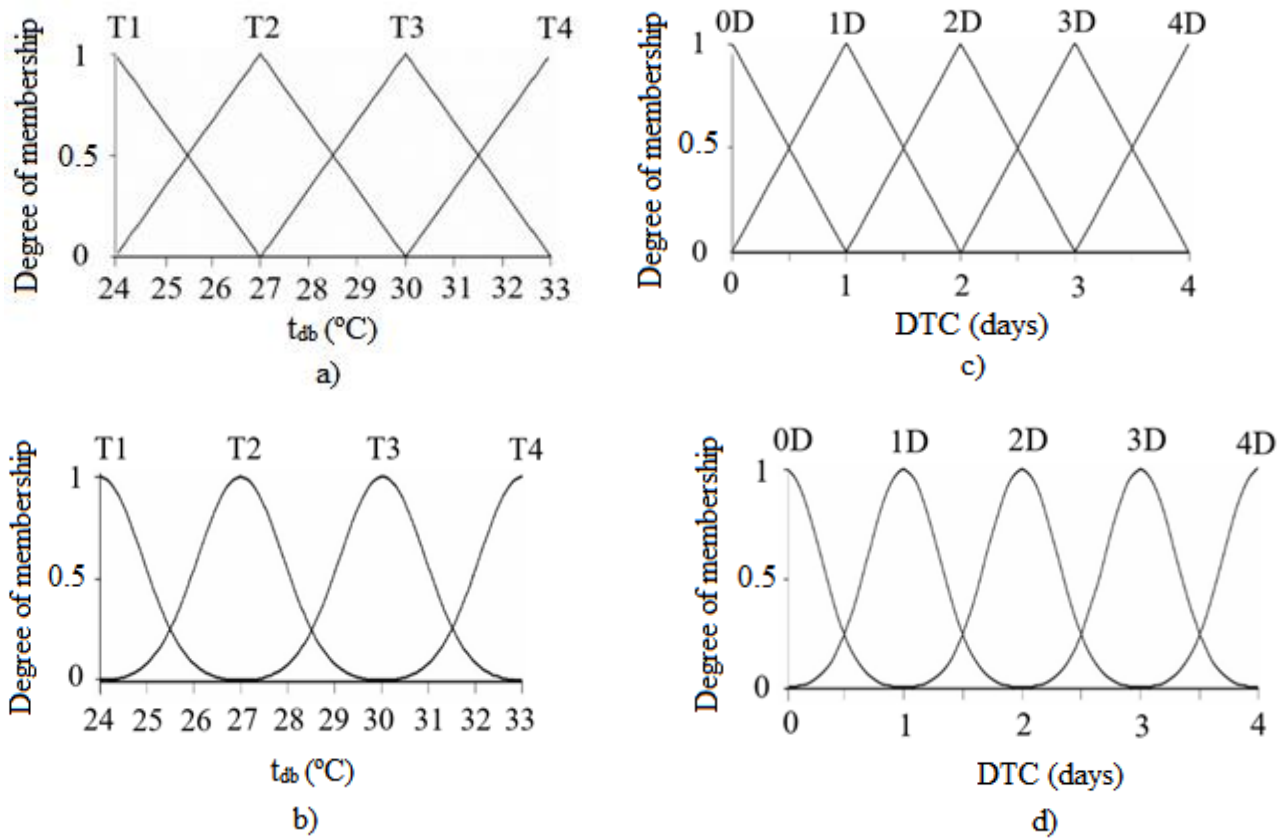 T1 T2 T3 T4
Degree of membership
1
0.5
0
24 25 26 27 28 29 30 31 32 33
tdb (ºC)
a)
0D 1D 2D 3D 4D
Degree of membership
1
0.5
0
0 1 2 3 4
DTC (days)
c)
T1 T2 T3 T4
Degree of membership
1
0.5
0
24 25 26 27 28 29 30 31 32 33
tdb (ºC)
b)
0D 1D 2D 3D 4D
Degree of membership
1
0.5
0
0 1 2 3 4
DTC (days)
d)